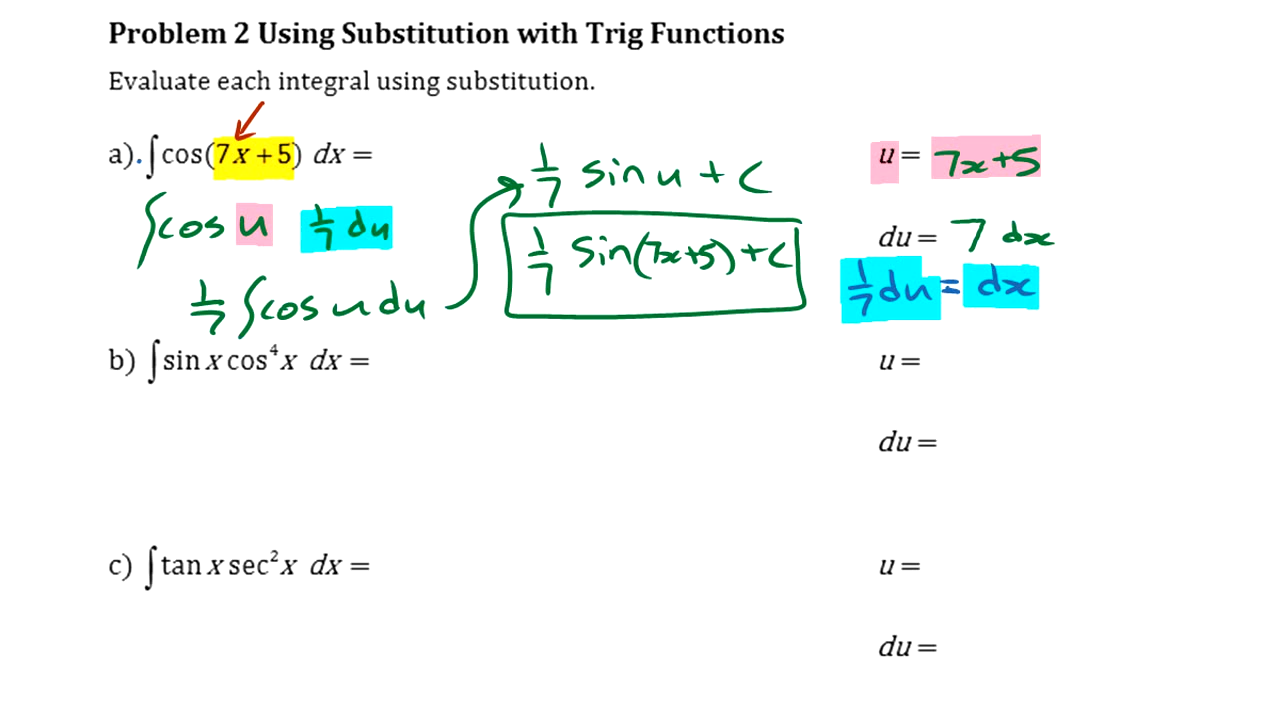 Problem 2 Using Substitution with Trig Functions
Evaluate each integral using substitution.
a). ∫cos(7x + 5) dx =
∫cos u 1/7 du
1/7 ∫cos u du
1/7 sin u + C
1/7 Sin(7x+5) + C
u = 7x+5
du = 7 dx
1/7 du = dx
b) ∫sin x cos⁴x dx =
u =
du =
c) ∫tan x sec²x dx =
u =
du =